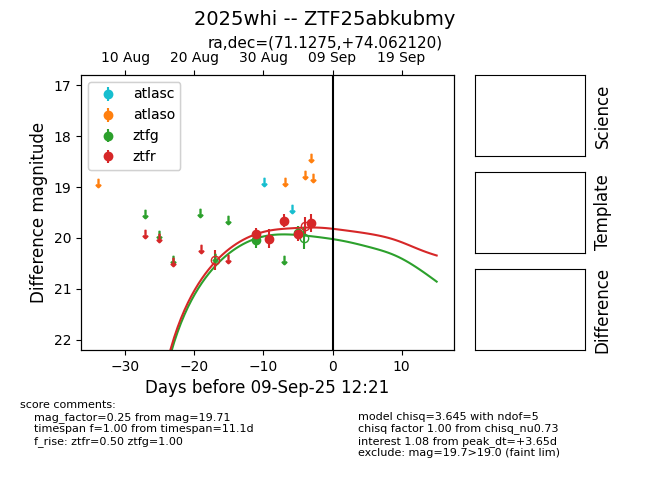 2025whi -- ZTF25abkubmy
ra,dec=(71.1275,+74.062120)
10 Aug 20 Aug 30 Aug 09 Sep 19 Sep
atlasc
atlaso
ztfg
ztfr
17
18
19
20
21
22
Difference magnitude
−30 −20 −10 0 10
Days before 09-Sep-25 12:21
Science
Template
Difference
score comments:
mag_factor=0.25 from mag=19.71
timespan f=1.00 from timespan=11.1d
f_rise: ztfr=0.50 ztfg=1.00
model chisq=3.645 with ndof=5
chisq factor 1.00 from chisq_nu0.73
interest 1.08 from peak_dt=+3.65d
exclude: mag=19.7>19.0 (faint lim)